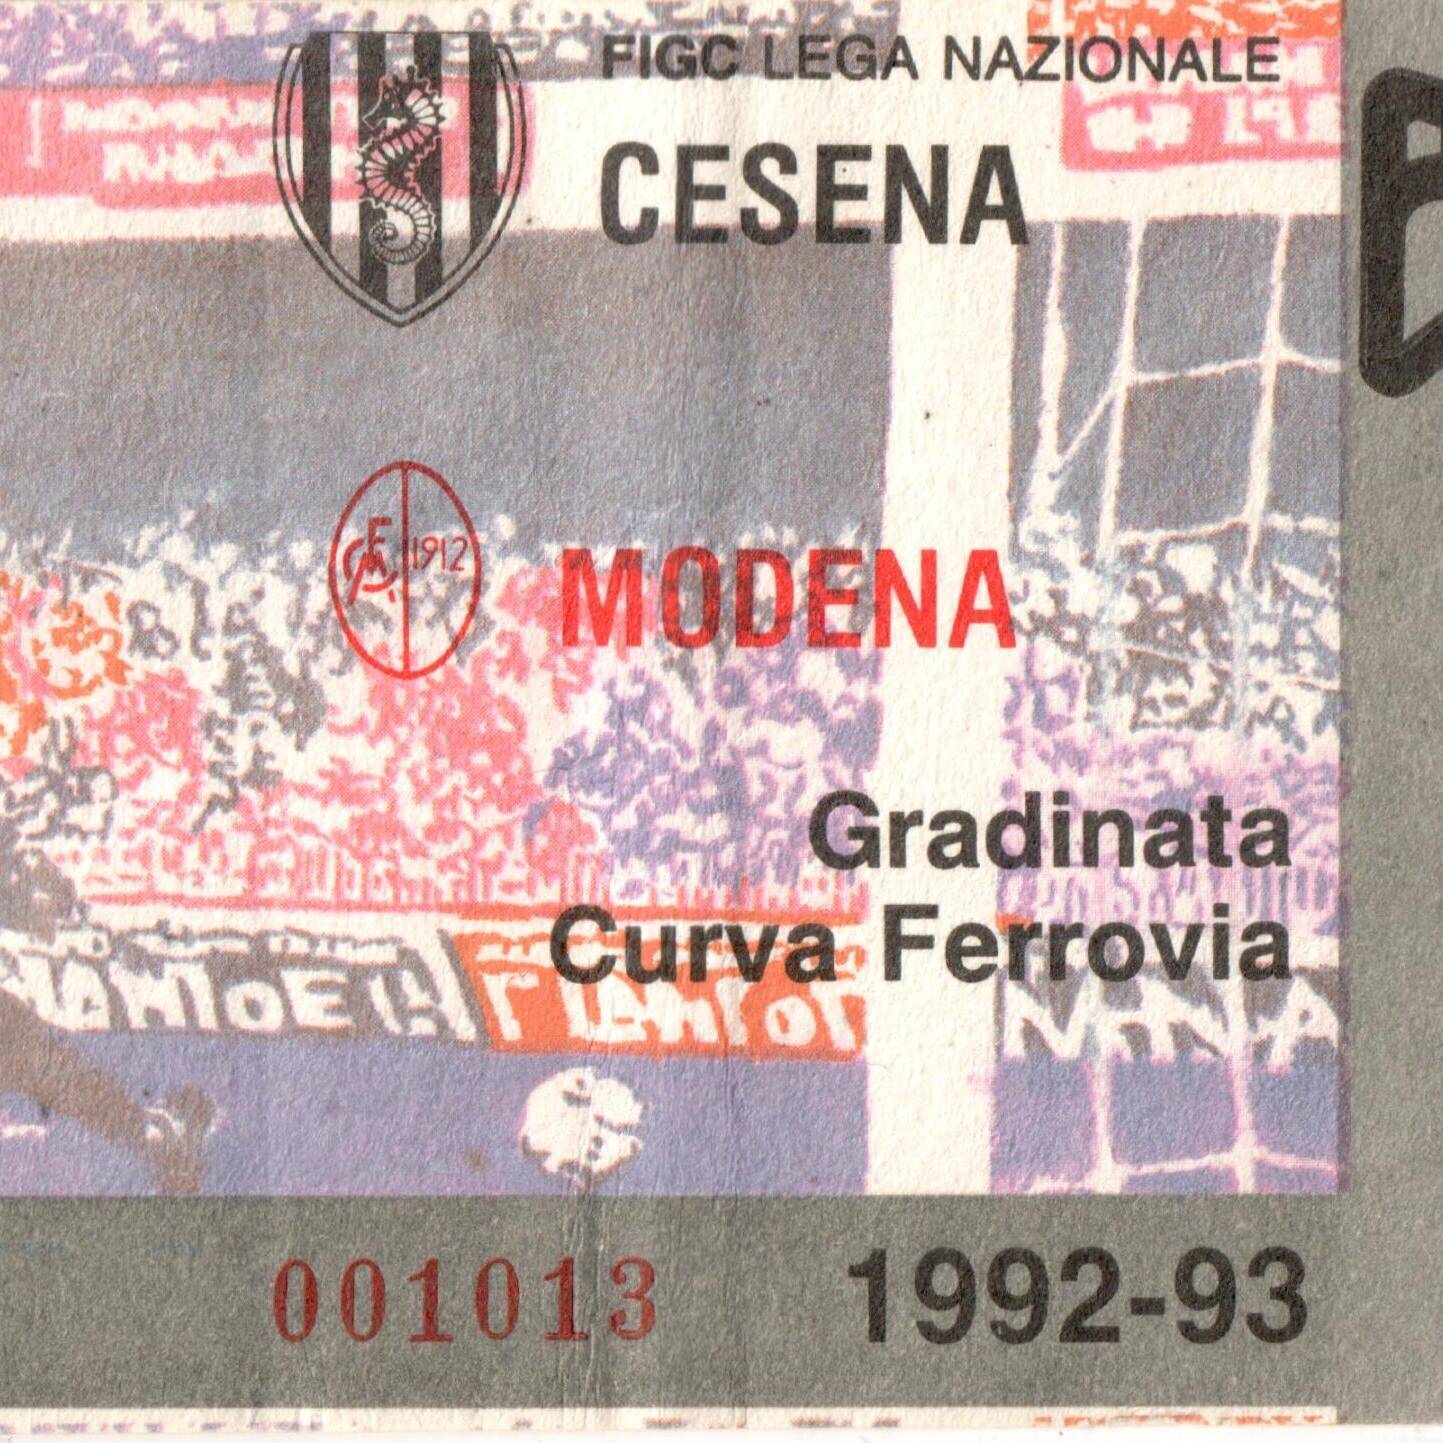 FIGC LEGA NAZIONALE
CESENA
1912
MODENA
Gradinata
Curva Ferrovia
001013
1992-93